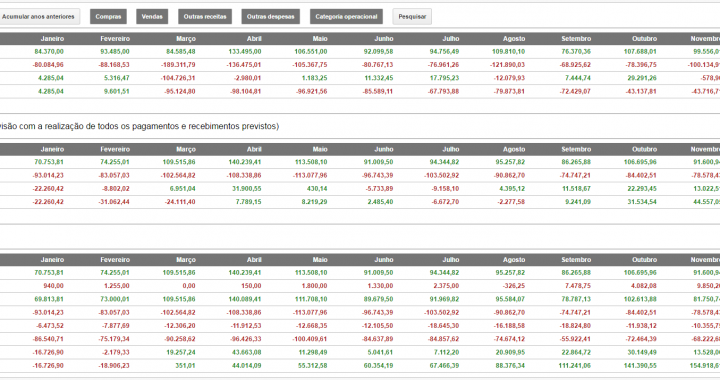 Acumular anos anteriores Compras Vendas Outras receitas Outras despesas Categoria operacional Pesquisar
Janeiro Fevereiro Março Abril Maio Junho Julho Agosto Setembro Outubro Novembro
84.370,00 93.485,00 84.585,48 133.495,00 106.551,00 92.099,58 94.756,49 109.810,10 76.370,36 107.688,01 99.556,0
-80.084,96 -88.168,53 -189.311,79 -136.475,01 -105.367,75 -80.767,13 -76.961,26 -121.890,03 -68.925,62 -78.396,75 -100.134,9
4.285,04 5.316,47 -104.726,31 -2.980,01 1.183,25 11.332,45 17.795,23 -12.079,93 7.444,74 29.291,26 -578,9
4.285,04 9.601,51 -95.124,80 -98.104,81 -96.921,56 -85.589,11 -67.793,88 -79.873,81 -72.429,07 -43.137,81 -43.716,7
visão com a realização de todos os pagamentos e recebimentos previstos)
Janeiro Fevereiro Março Abril Maio Junho Julho Agosto Setembro Outubro Novembro
70.753,81 74.255,01 109.515,86 140.239,41 113.508,10 91.009,50 94.344,82 95.257,82 86.265,88 106.695,96 91.600,9
-93.014,23 -83.057,03 -102.564,82 -108.338,86 -113.077,96 -96.743,39 -103.502,92 -90.862,70 -74.747,21 -84.402,51 -78.578,4
-22.260,42 -8.802,02 6.951,04 31.900,55 430,14 -5.733,89 -9.158,10 4.395,12 11.518,67 22.293,45 13.022,5
-22.260,42 -31.062,44 -24.111,40 7.789,15 8.219,29 2.485,40 -6.672,70 -2.277,58 9.241,09 31.534,54 44.557,0
Janeiro Fevereiro Março Abril Maio Junho Julho Agosto Setembro Outubro Novembro
70.753,81 74.255,01 109.515,86 140.239,41 113.508,10 91.009,50 94.344,82 95.257,82 86.265,88 106.695,96 91.600,9
940,00 1.255,00 0,00 150,00 1.800,00 1.330,00 2.375,00 -326,25 7.478,75 4.082,08 9.850,2
69.813,81 73.000,01 109.515,86 140.089,41 111.708,10 89.679,50 91.969,82 95.584,07 78.787,13 102.613,88 81.750,7
-93.014,23 -83.057,03 -102.564,82 -108.338,86 -113.077,96 -96.743,39 -103.502,92 -90.862,70 -74.747,21 -84.402,51 -78.578,4
-6.473,52 -7.877,69 -12.306,20 -11.912,53 -12.668,35 -12.105,50 -18.645,30 -16.188,58 -18.824,80 -11.938,12 -10.355,7
-86.540,71 -75.179,34 -90.258,62 -96.426,33 -100.409,61 -84.637,89 -84.857,62 -74.674,12 -55.922,41 -72.464,39 -68.222,6
-16.726,90 -2.179,33 19.257,24 43.663,08 11.298,49 5.041,61 7.112,20 20.909,95 22.864,72 30.149,49 13.528,0
-16.726,90 -18.906,23 351,01 44.014,09 55.312,58 60.354,19 67.466,39 88.376,34 111.241,06 141.390,55 154.918,6